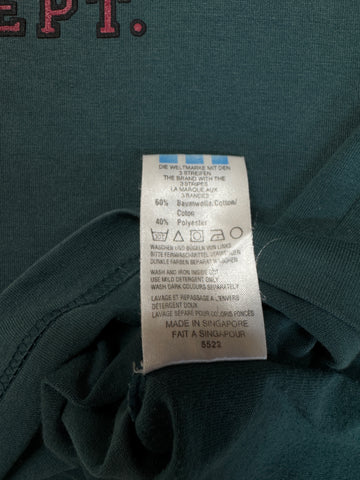 EPT.
DIE WELTMARKE MIT DEN
3 STREIFEN
THE BRAND WITH THE
3 STRIPES
LA MARQUE AUX
3 BANDES
60% Baumwolle/Cotton/
Coton
40% Polyester
WASCHEN UND BÜGELN VON LINKS
BITTE FEINWASCHMITTEL VERWENDEN
DUNKLE FARBEN SEPARAT WASCHEN
WASH AND IRON INSIDE OUT
USE MILD DETERGENT ONLY
WASH DARK COLOURS SEPARATELY
LAVAGE ET REPASSAGE A L'ENVERS
DÉTERGENT DOUX
LAVAGE SÉPARÉ POUR COLORIS FONCÉS
MADE IN SINGAPORE
FAIT A SINGAPOUR
5522